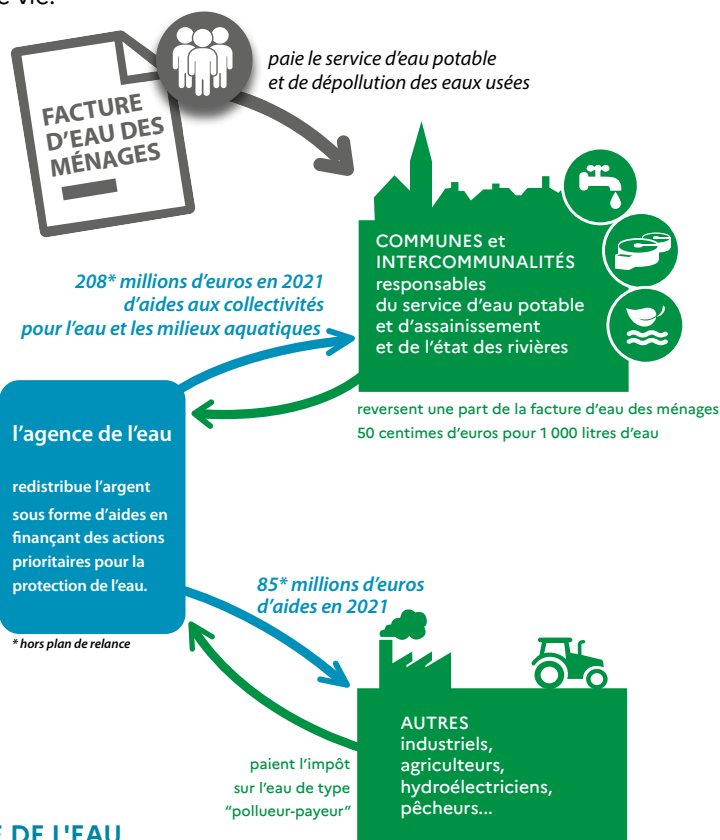 e vie.
paie le service d'eau potable
et de dépollution des eaux usées
FACTURE
D'EAU DES
MÉNAGES
COMMUNES et
INTERCOMMUNALITÉS
responsables
du service d'eau potable
et d'assainissement
et de l'état des rivières
208* millions d'euros en 2021
d'aides aux collectivités
pour l'eau et les milieux aquatiques
reversent une part de la facture d'eau des ménages
50 centimes d'euros pour 1 000 litres d'eau
l'agence de l'eau
redistribue l'argent
sous forme d'aides en
finançant des actions
prioritaires pour la
protection de l'eau.
* hors plan de relance
85* millions d'euros
d'aides en 2021
AUTRES
industriels,
agriculteurs,
hydroélectriciens,
pêcheurs...
paient l'impôt
sur l'eau de type
"pollueur-payeur"
E DE L'EAU